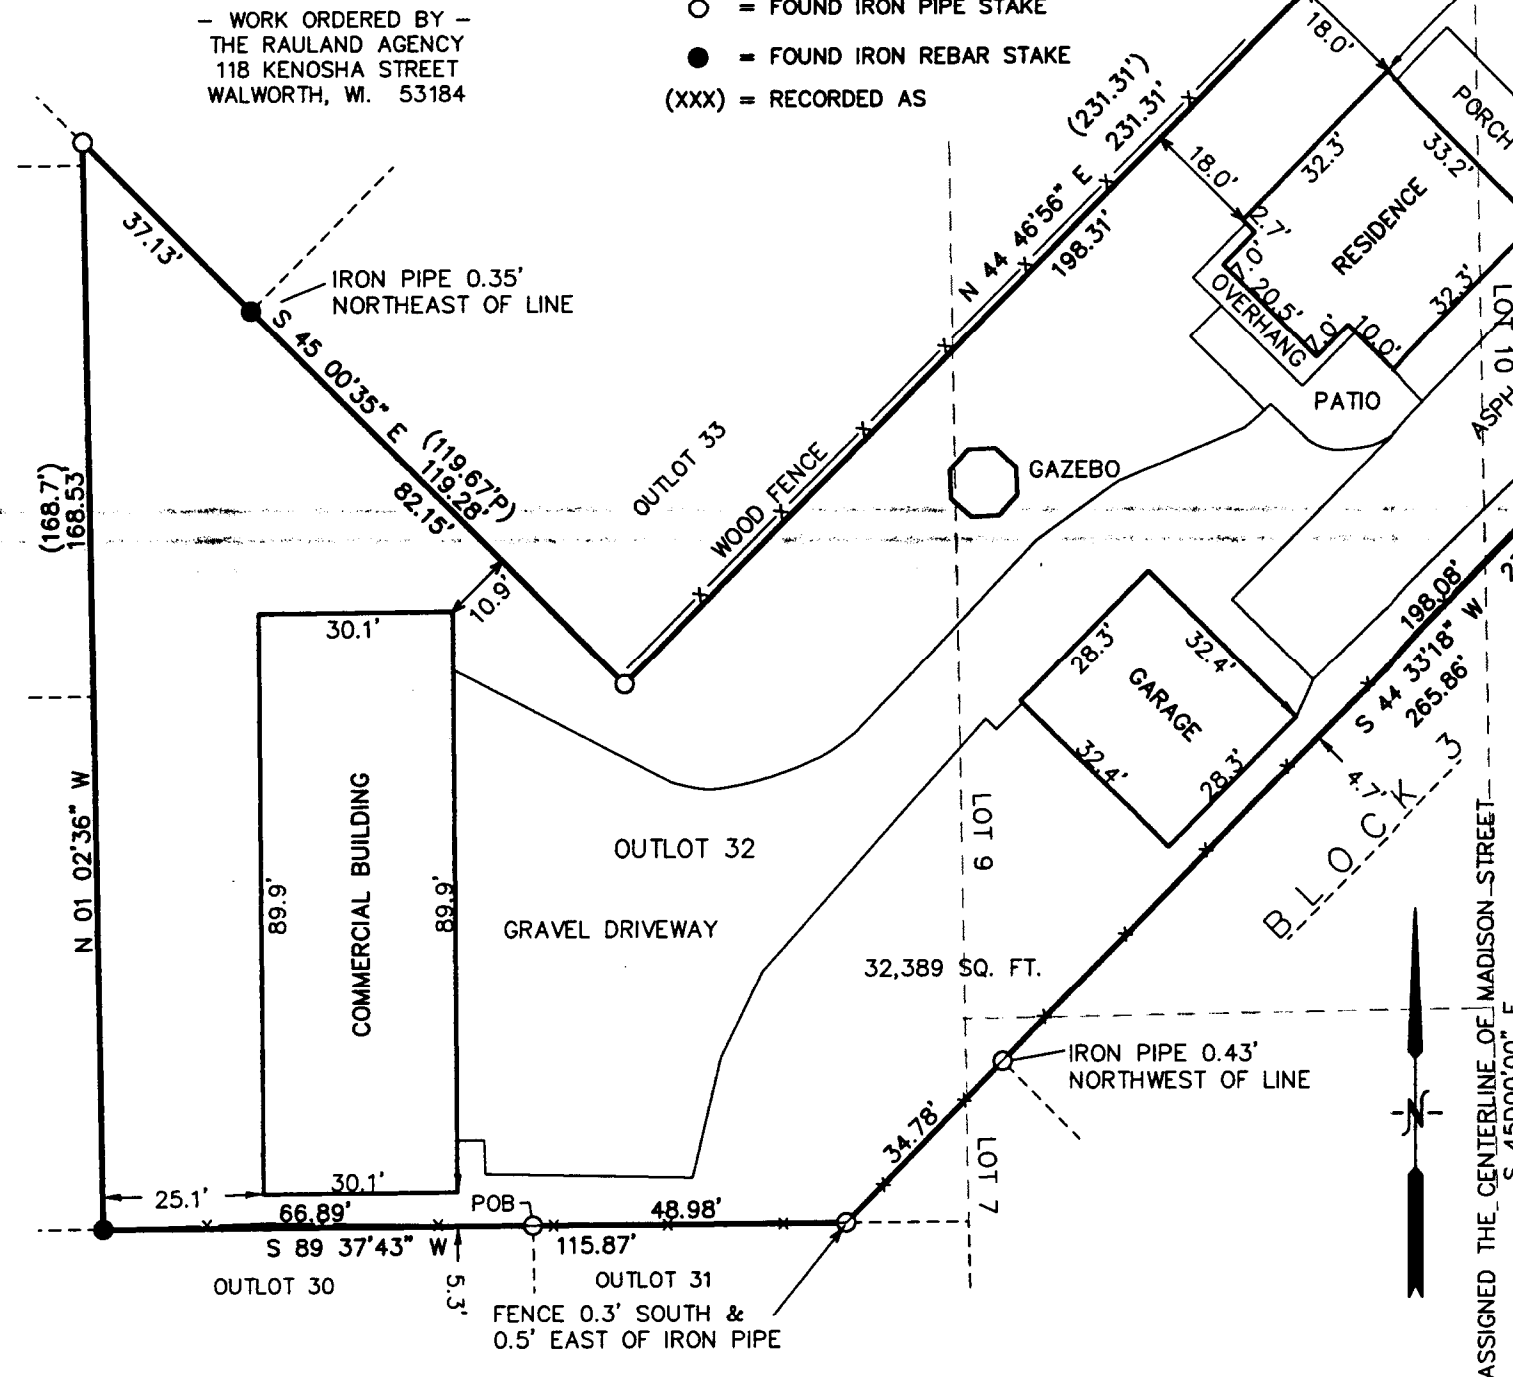 - WORK ORDERED BY -
THE RAULAND AGENCY
118 KENOSHA STREET
WALWORTH, WI. 53184
= FOUND IRON PIPE STAKE
= FOUND IRON REBAR STAKE
(XXX) = RECORDED AS
18.0'
PORCH
33.2'
32.3'
RESIDENCE
32.3'
(231.31')
231.31'
N 44 46'56" E
198.31'
18.0'
2.7'
7.0'
20.5'
OVERHANG
7.0'
10.0'
PATIO
LOT 10
37.13'
IRON PIPE 0.35'
NORTHEAST OF LINE
S 45 00'35" E
(119.67'P)
119.28'
82.15'
OUTLOT 33
WOOD FENCE
GAZEBO
(168.7')
168.53'
N 01 02'36" W
10.9'
30.1'
COMMERCIAL BUILDING
89.9'
89.9'
30.1'
28.3'
32.4'
GARAGE
32.4'
28.3'
198.08'
S 44 33'18" W
265.86'
4.7'
BLOCK 3
OUTLOT 32
LOT 9
GRAVEL DRIVEWAY
32,389 SQ. FT.
IRON PIPE 0.43'
NORTHWEST OF LINE
34.78'
LOT 7
N
ASSIGNED THE CENTERLINE OF MADISON STREET
25.1'
66.89'
POB
48.98'
S 89 37'43" W
115.87'
OUTLOT 30
5.3'
OUTLOT 31
FENCE 0.3' SOUTH &
0.5' EAST OF IRON PIPE